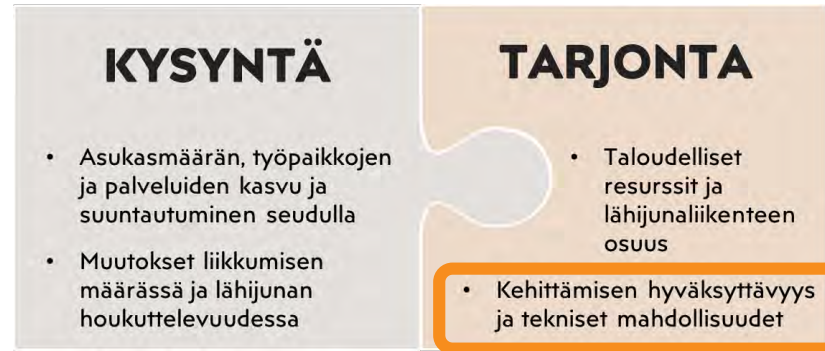 KYSYNTÄ
• Asukasmäärän, työpaikkojen
ja palveluiden kasvu ja
suuntautuminen seudulla
• Muutokset liikkumisen
määrässä ja lähijunan
houkuttelevuudessa
TARJONTA
• Taloudelliset
resurssit ja
lähijunaliikenteen
osuus
• Kehittämisen hyväksyttävyys
ja tekniset mahdollisuudet